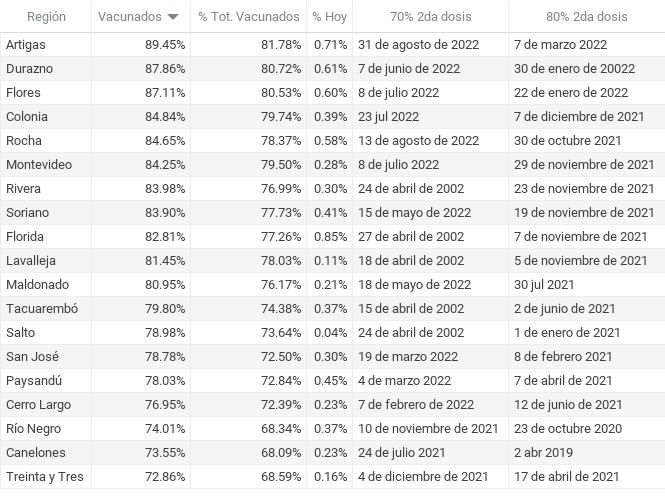 Región Vacunados % Tot. Vacunados % Hoy 70% 2da dosis 80% 2da dosis
Artigas 89.45% 81.78% 0.71% 31 de agosto de 2022 7 de marzo 2022
Durazno 87.86% 80.72% 0.61% 7 de junio de 2022 30 de enero de 20022
Flores 87.11% 80.53% 0.60% 8 de julio 2022 22 de enero de 2022
Colonia 84.84% 79.74% 0.39% 23 jul 2022 7 de diciembre de 2021
Rocha 84.65% 78.37% 0.58% 13 de agosto de 2022 30 de octubre 2021
Montevideo 84.25% 79.50% 0.28% 8 de julio 2022 29 de noviembre de 2021
Rivera 83.98% 76.99% 0.30% 24 de abril de 2002 23 de noviembre de 2021
Soriano 83.90% 77.73% 0.41% 15 de mayo de 2022 19 de noviembre de 2021
Florida 82.81% 77.26% 0.85% 27 de abril de 2002 7 de noviembre de 2021
Lavalleja 81.45% 78.03% 0.11% 18 de abril de 2002 5 de noviembre de 2021
Maldonado 80.95% 76.17% 0.21% 18 de mayo de 2022 30 jul 2021
Tacuarembó 79.80% 74.38% 0.37% 15 de abril de 2002 2 de junio de 2021
Salto 78.98% 73.64% 0.04% 24 de abril de 2002 1 de enero de 2021
San José 78.78% 72.50% 0.30% 19 de marzo 2022 8 de febrero 2021
Paysandú 78.03% 72.84% 0.45% 4 de marzo 2022 7 de abril de 2021
Cerro Largo 76.95% 72.39% 0.23% 7 de febrero de 2022 12 de junio de 2021
Río Negro 74.01% 68.34% 0.37% 10 de noviembre de 2021 23 de octubre 2020
Canelones 73.55% 68.09% 0.23% 24 de julio 2021 2 abr 2019
Treinta y Tres 72.86% 68.59% 0.16% 4 de diciembre de 2021 17 de abril de 2021